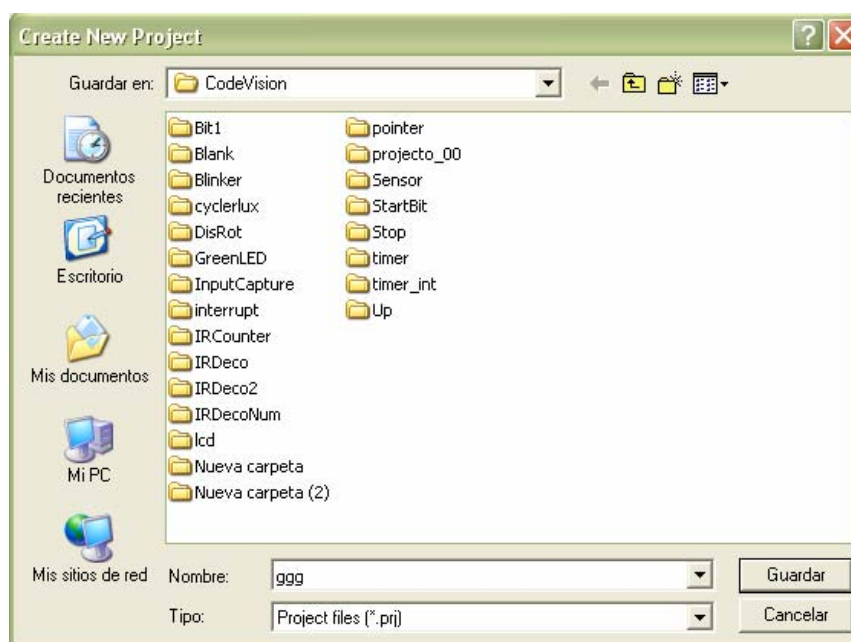 Create New Project
Guardar en:
CodeVision
Documentos
recientes
Escritorio
Mis documentos
Mi PC
Mis sitios de red
Bit1
Blank
Blinker
cyclerlux
DisRot
GreenLED
InputCapture
interrupt
IRCounter
IRDeco
IRDeco2
IRDecoNum
lcd
Nueva carpeta
Nueva carpeta (2)
pointer
projecto_00
Sensor
StartBit
Stop
timer
timer_int
Up
Nombre:
ggg
Guardar
Tipo:
Project files (*.prj)
Cancelar